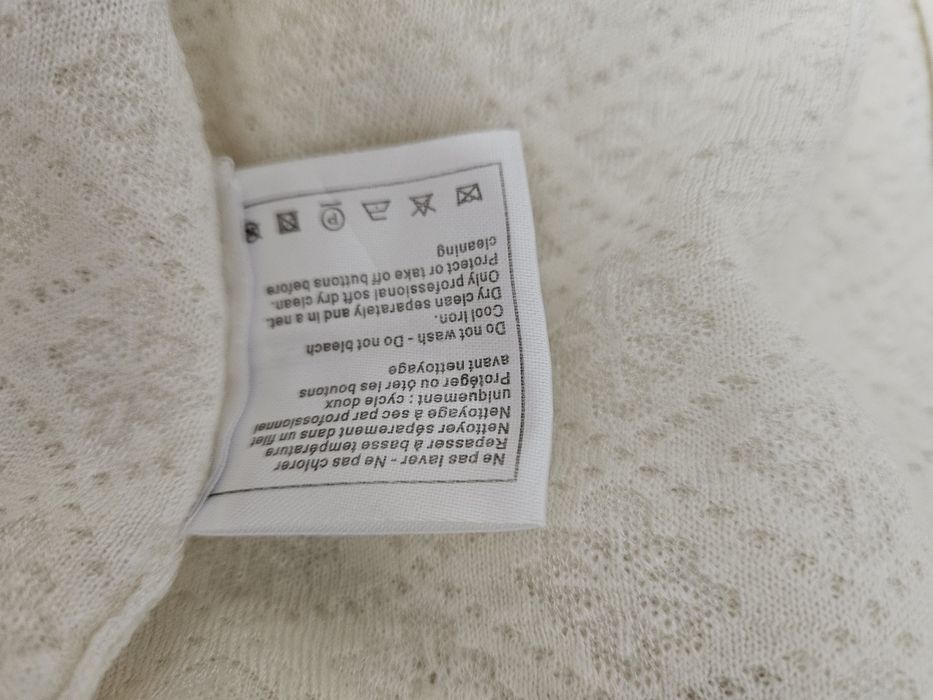 Ne pas laver - Ne pas chlorer
Repasser à basse température
Nettoyer séparement dans un filet
Nettoyage à sec par professionnel
uniquement : cycle doux
Protéger ou ôter les boutons
avant nettoyage
Do not wash - Do not bleach
Cool Iron.
Dry clean separately and in a net.
Only professional soft dry clean.
Protect or take off buttons before
cleaning
P